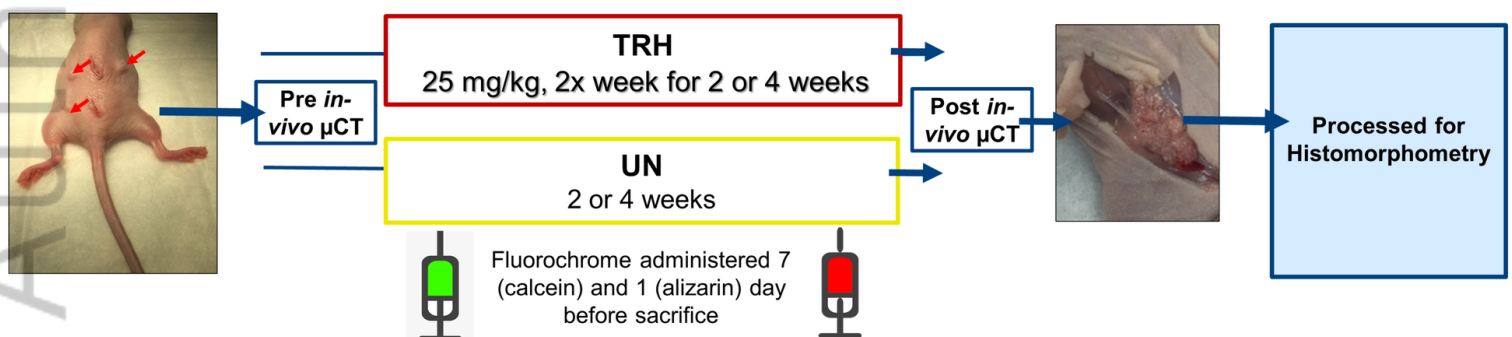 Pre in-
vivo µCT
TRH
25 mg/kg, 2x week for 2 or 4 weeks
UN
2 or 4 weeks
Fluorochrome administered 7
(calcein) and 1 (alizarin) day
before sacrifice
Post in-
vivo µCT
Processed for
Histomorphometry